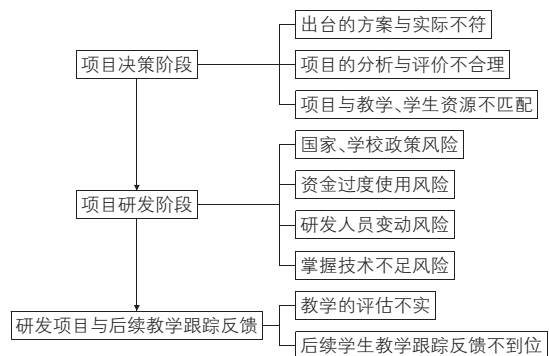 出台的方案与实际不符
项目决策阶段
项目的分析与评价不合理
项目与教学、学生资源不匹配
国家、学校政策风险
资金过度使用风险
项目研发阶段
研发人员变动风险
掌握技术不足风险
教学的评估不实
研发项目与后续教学跟踪反馈
后续学生教学跟踪反馈不到位